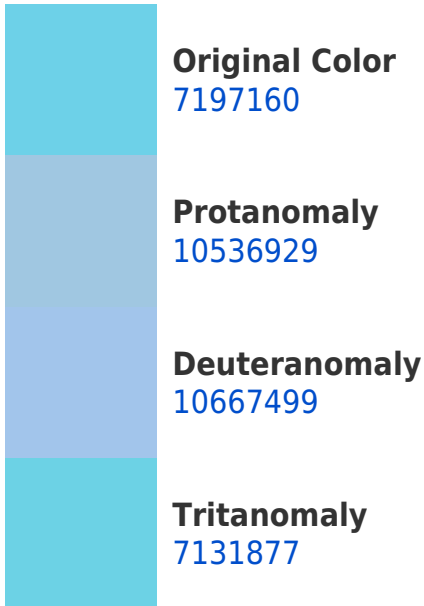 Original Color
7197160
Protanomaly
10536929
Deuteranomaly
10667499
Tritanomaly
7131877